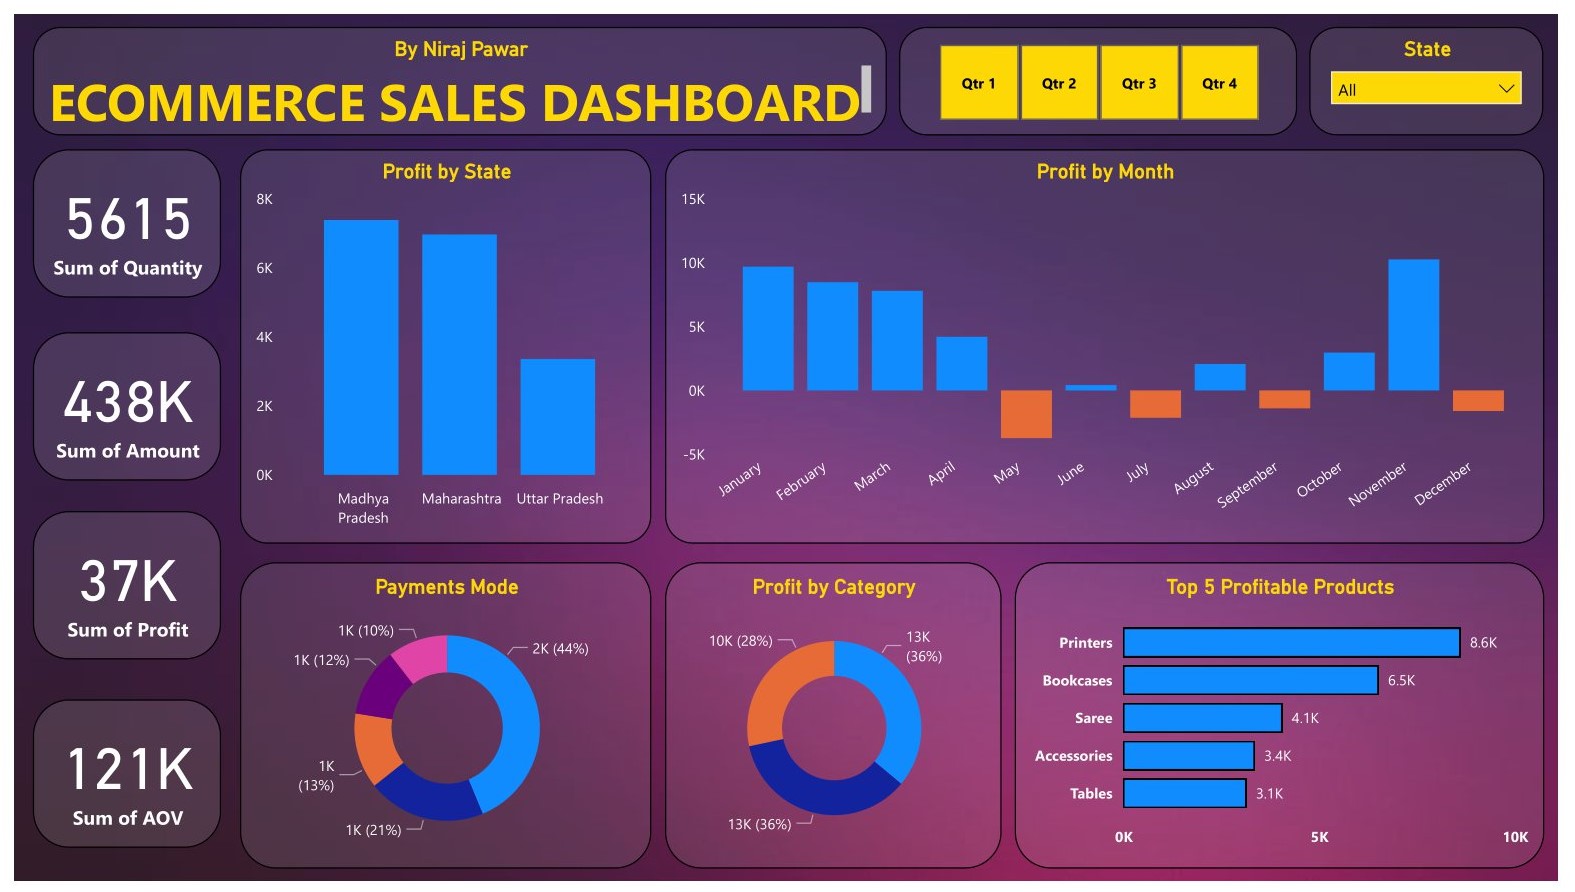 By Niraj Pawar
ECOMMERCE SALES DASHBOARD
Qtr 1
Qtr 2
Qtr 3
Qtr 4
State
All
5615
Sum of Quantity
438K
Sum of Amount
37K
Sum of Profit
121K
Sum of AOV
Profit by State
8K
6K
4K
2K
0K
Madhya
Pradesh
Maharashtra
Uttar Pradesh
Profit by Month
15K
10K
5K
0K
-5K
January
February
March
April
May
June
July
August
September
October
November
December
Payments Mode
1K (10%)
2K (44%)
1K (12%)
1K
(13%)
1K (21%)
Profit by Category
10K (28%)
13K
(36%)
13K (36%)
Top 5 Profitable Products
Printers 8.6K
Bookcases 6.5K
Saree 4.1K
Accessories 3.4K
Tables 3.1K
0K 5K 10K